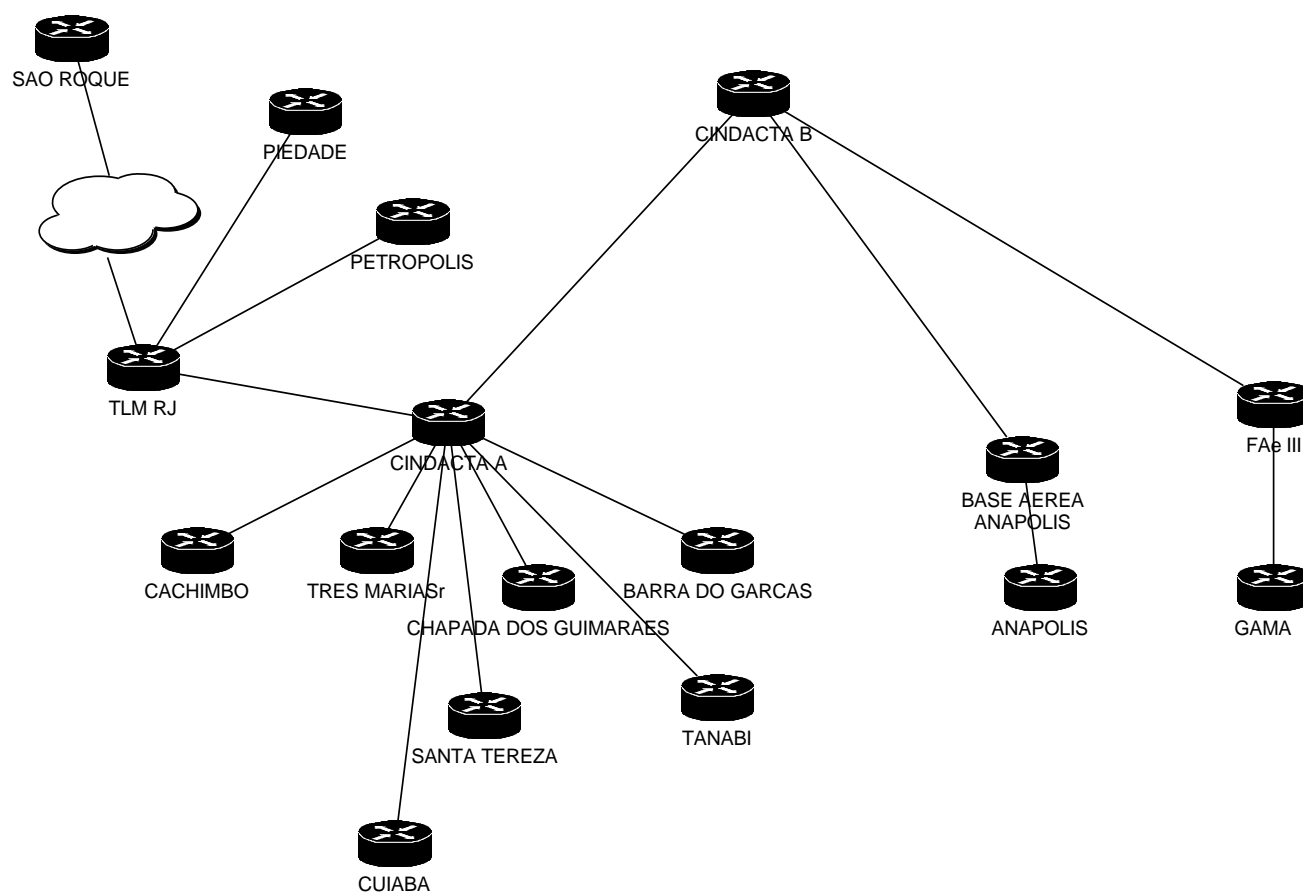 SAO ROQUE
CINDACTA B
PIEDADE
PETROPOLIS
TLM RJ
FAe III
CINDACTA A
BASE AEREA
ANAPOLIS
CACHIMBO
TRES MARIASr
BARRA DO GARCAS
CHAPADA DOS GUIMARAES
ANAPOLIS
GAMA
TANABI
SANTA TEREZA
CUIABA